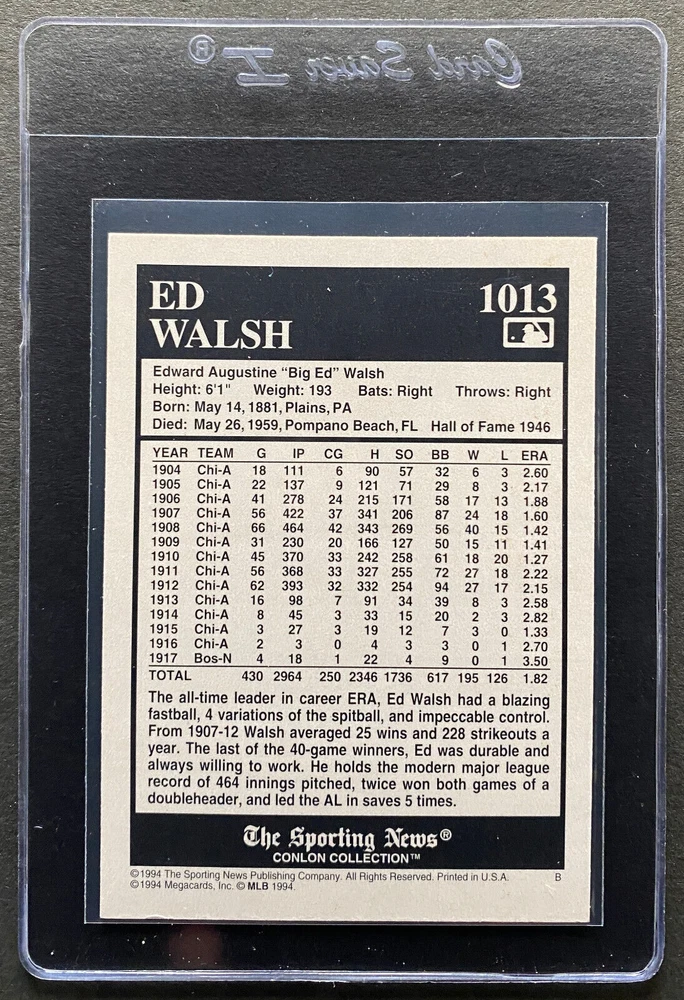 Card Saver I®
ED 1013
WALSH
Edward Augustine “Big Ed” Walsh
Height: 6'1" Weight: 193 Bats: Right Throws: Right
Born: May 14, 1881, Plains, PA
Died: May 26, 1959, Pompano Beach, FL Hall of Fame 1946
YEAR TEAM G IP CG H SO BB W L ERA
1904 Chi-A 18 111 6 90 57 32 6 3 2.60
1905 Chi-A 22 137 9 121 71 29 8 3 2.17
1906 Chi-A 41 278 24 215 171 58 17 13 1.88
1907 Chi-A 56 422 37 341 206 87 24 18 1.60
1908 Chi-A 66 464 42 343 269 56 40 15 1.42
1909 Chi-A 31 230 20 166 127 50 15 11 1.41
1910 Chi-A 45 370 33 242 258 61 18 20 1.27
1911 Chi-A 56 368 33 327 255 72 27 18 2.22
1912 Chi-A 62 393 32 332 254 94 27 17 2.15
1913 Chi-A 16 98 7 91 34 39 8 3 2.58
1914 Chi-A 8 45 3 33 15 20 2 3 2.82
1915 Chi-A 3 27 3 19 12 7 3 0 1.33
1916 Chi-A 2 3 0 4 3 3 0 1 2.70
1917 Bos-N 4 18 1 22 4 9 0 1 3.50
TOTAL 430 2964 250 2346 1736 617 195 126 1.82
The all-time leader in career ERA, Ed Walsh had a blazing
fastball, 4 variations of the spitball, and impeccable control.
From 1907-12 Walsh averaged 25 wins and 228 strikeouts a
year. The last of the 40-game winners, Ed was durable and
always willing to work. He holds the modern major league
record of 464 innings pitched, twice won both games of a
doubleheader, and led the AL in saves 5 times.
The Sporting News®
CONLON COLLECTION™
©1994 The Sporting News Publishing Company. All Rights Reserved. Printed in U.S.A. B
©1994 Megacards, Inc. © MLB 1994.